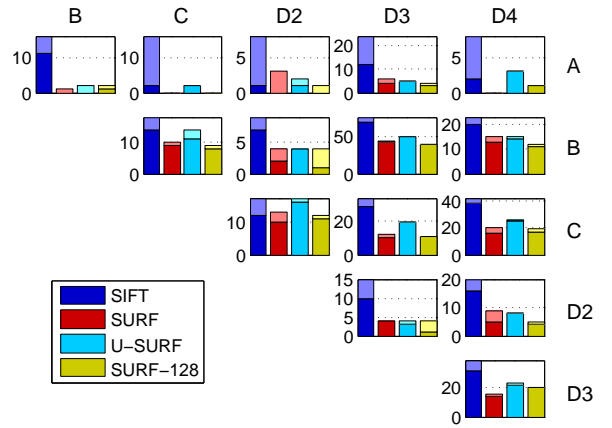 B C D2 D3 D4
10 0 10 0 5 0 20 10 0 5 0 A
10 0 5 0 50 0 20 10 0 B
10 0 20 0 40 20 0 C
15 10 5 0 20 10 0 D2
SIFT
SURF
U-SURF
SURF-128
20 0 D3